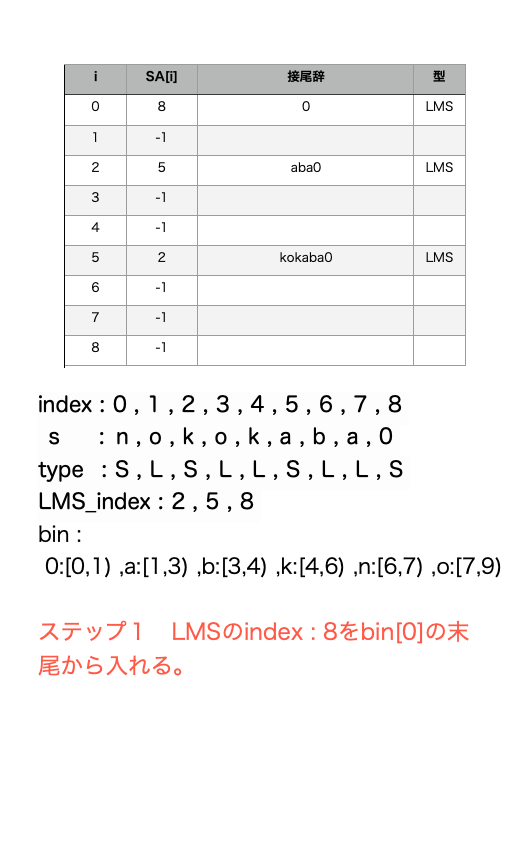 i SA[i] 接尾辞 型
0 8 0 LMS
1 -1
2 5 aba0 LMS
3 -1
4 -1
5 2 kokaba0 LMS
6 -1
7 -1
8 -1
index : 0 , 1 , 2 , 3 , 4 , 5 , 6 , 7 , 8
s : n , o , k , o , k , a , b , a , 0
type : S , L , S , L , L , S , L , L , S
LMS_index : 2 , 5 , 8
bin :
0:[0,1) ,a:[1,3) ,b:[3,4) ,k:[4,6) ,n:[6,7) ,o:[7,9)
ステップ１　LMSのindex : 8をbin[0]の末
尾から入れる。